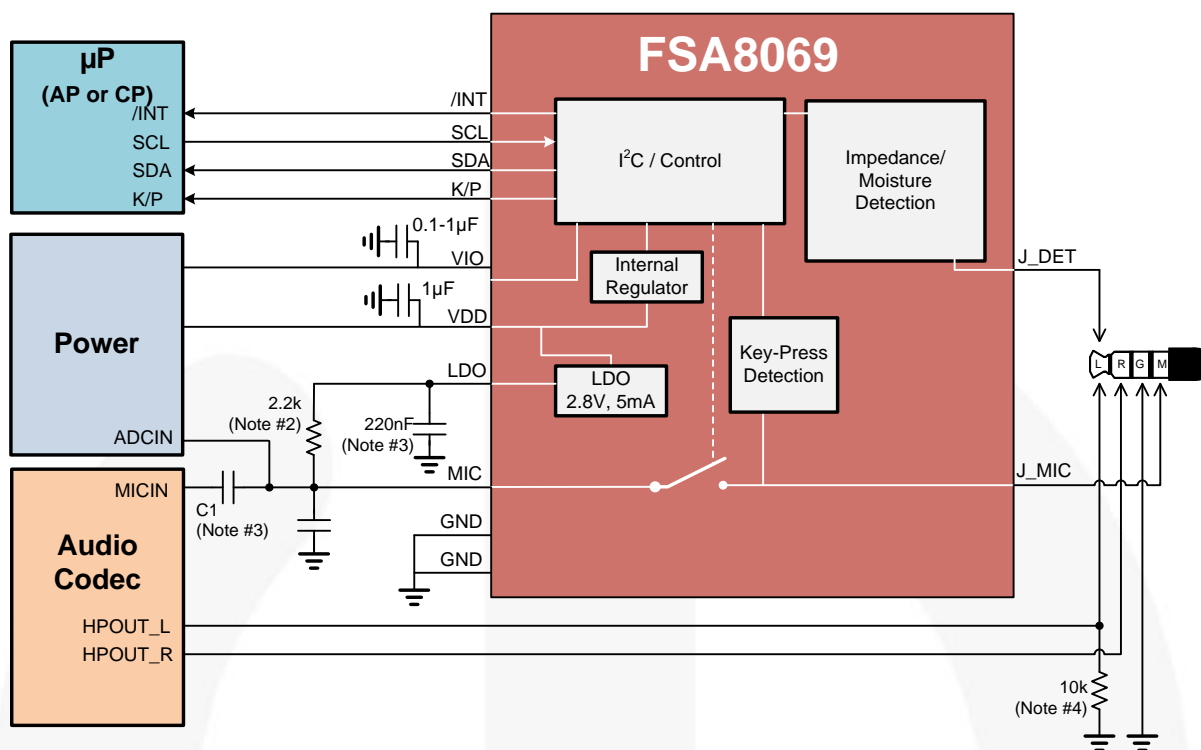 µP
(AP or CP)
/INT
SCL
SDA
K/P
Power
ADCIN
MICIN
Audio
Codec
HPOUT_L
HPOUT_R
/INT
SCL
SDA
K/P
0.1-1µF
VIO
1µF
VDD
LDO
2.2k
(Note #2)
220nF
(Note #3)
C1
(Note #3)
MIC
GND
GND
FSA8069
I²C / Control
Impedance/
Moisture
Detection
Internal
Regulator
LDO
2.8V, 5mA
Key-Press
Detection
J_DET
L R G M
J_MIC
10k
(Note #4)